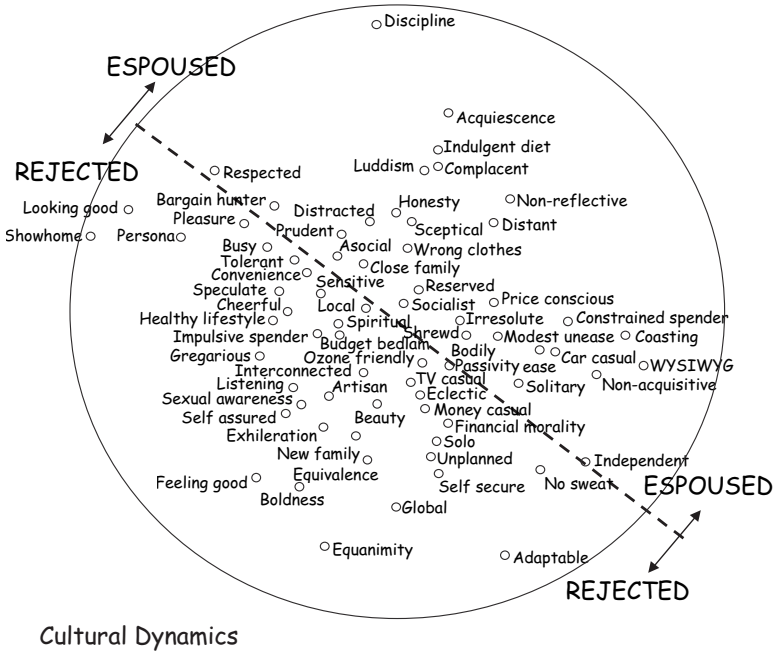 Discipline
ESPOUSED
Acquiescence
Indulgent diet
Luddism
Complacent
REJECTED
Respected
Bargain hunter
Honesty
Non-reflective
Looking good
Pleasure
Distracted
Sceptical
Distant
Showhome
Persona
Prudent
Busy
Asocial
Wrong clothes
Tolerant
Close family
Convenience
Sensitive
Reserved
Speculate
Price conscious
Cheerful
Local
Socialist
Healthy lifestyle
Spiritual
Irresolute
Constrained spender
Impulsive spender
Shrewd
Modest unease
Coasting
Budget bedlam
Bodily ease
Car casual
Gregarious
Ozone friendly
Passivity
WYSIWYG
Interconnected
TV casual
Solitary
Non-acquisitive
Listening
Artisan
Eclectic
Sexual awareness
Beauty
Money casual
Self assured
Financial morality
Exhileration
Solo
New family
Unplanned
Independent
Feeling good
Equivalence
Self secure
No sweat
ESPOUSED
Boldness
Global
Equanimity
Adaptable
REJECTED
Cultural Dynamics